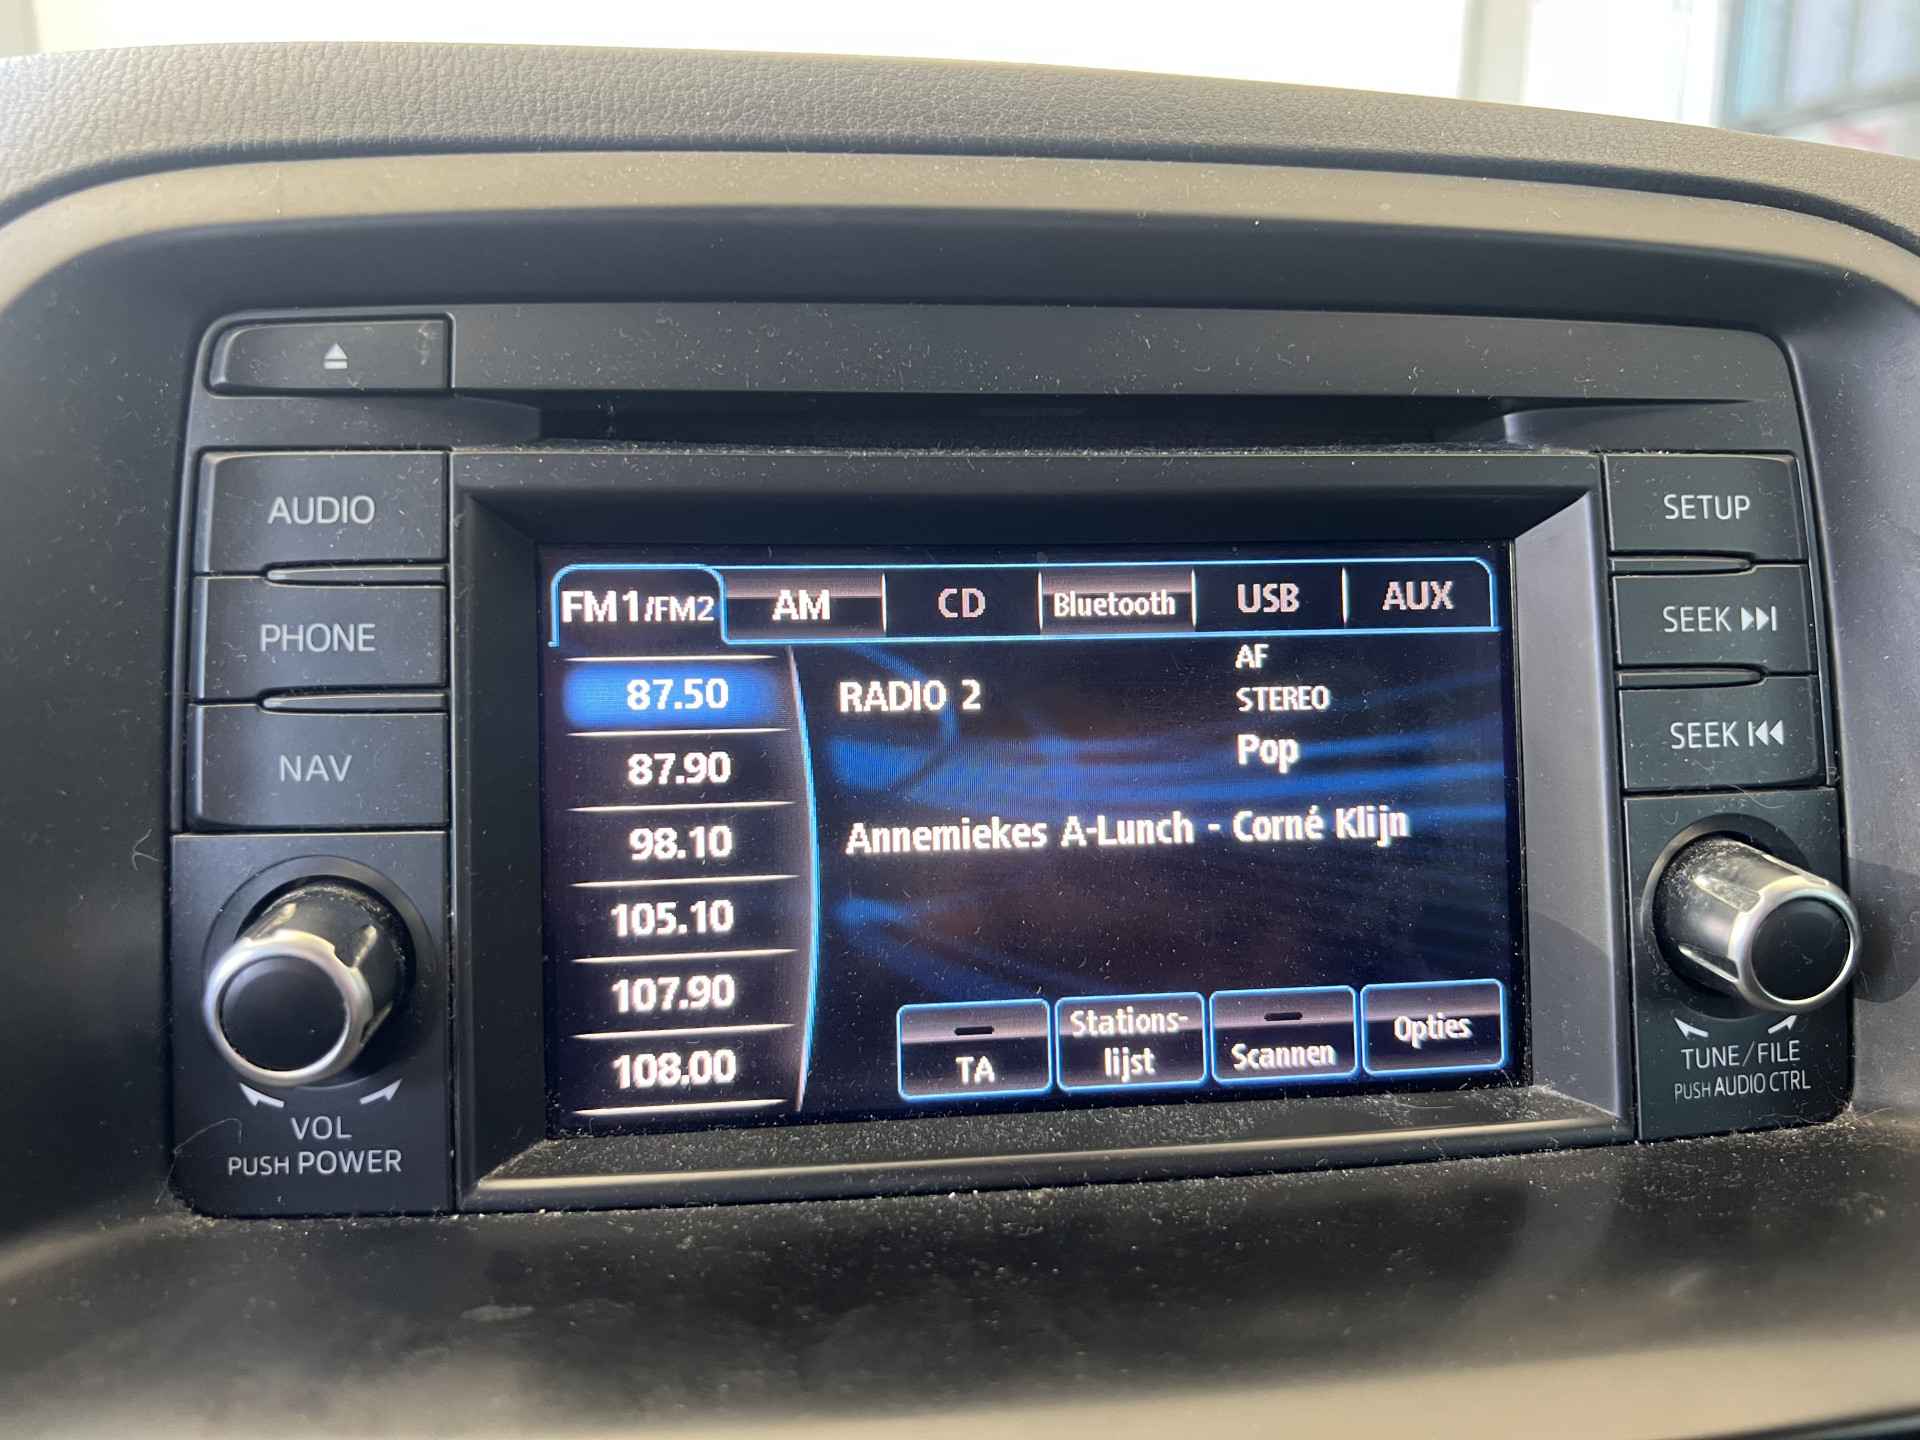 AUDIO
PHONE
NAV
VOL
PUSH POWER
FM1/FM2 AM CD Bluetooth USB AUX
87.50
87.90
98.10
105.10
107.90
108.00
RADIO 2
AF
STEREO
Pop
Annemiekes A-Lunch - Corné Klijn
TA
Stations-
lijst
Scannen
Opties
SETUP
SEEK
SEEK
TUNE/FILE
PUSH AUDIO CTRL